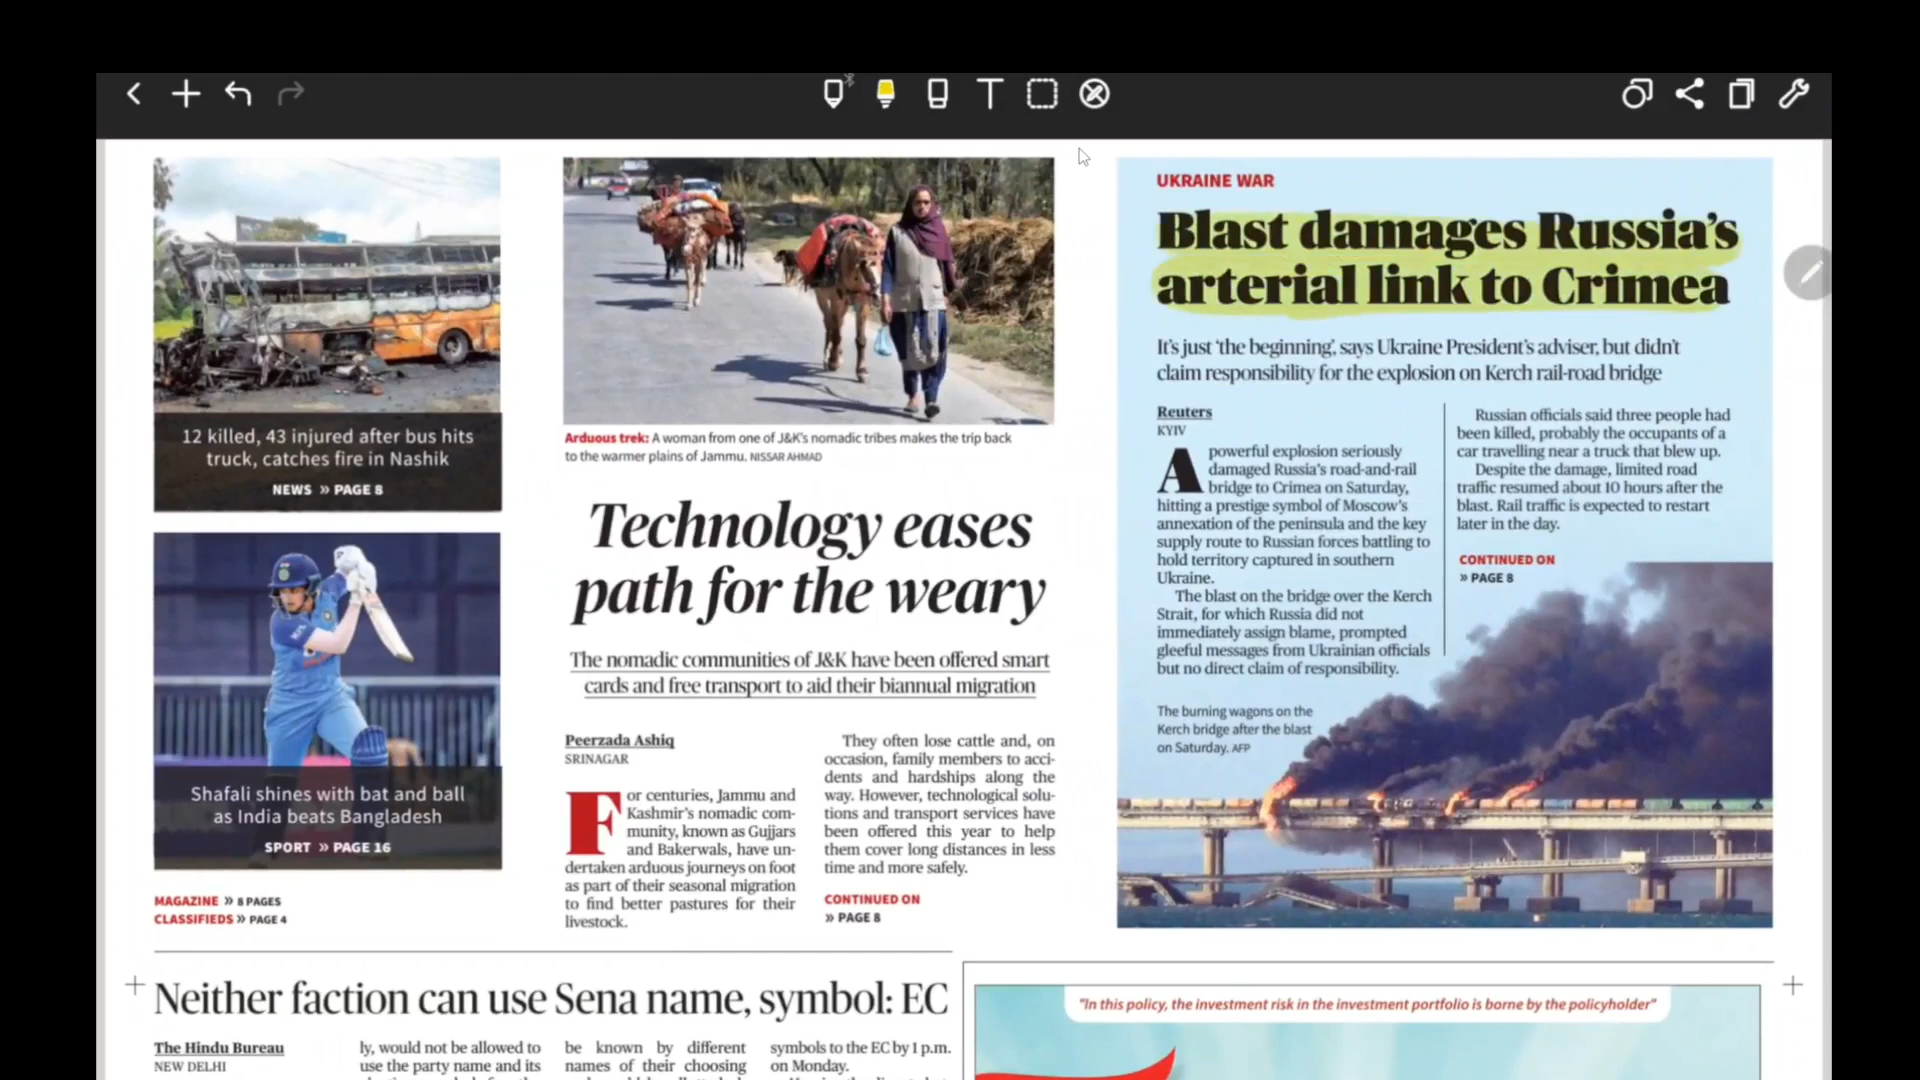 12 killed, 43 injured after bus hits
truck, catches fire in Nashik
NEWS » PAGE 8
Shafali shines with bat and ball
as India beats Bangladesh
SPORT » PAGE 16
MAGAZINE » 8 PAGES
CLASSIFIEDS » PAGE 4
Arduous trek: A woman from one of J&K's nomadic tribes makes the trip back
to the warmer plains of Jammu. NISSAR AHMAD
Technology eases
path for the weary
The nomadic communities of J&K have been offered smart
cards and free transport to aid their biannual migration
Peerzada Ashiq
SRINAGAR
For centuries, Jammu and
Kashmir's nomadic com-
munity, known as Gujjars
and Bakerwals, have un-
dertaken arduous journeys on foot
as part of their seasonal migration
to find better pastures for their
livestock.
They often lose cattle and, on
occasion, family members to acci-
dents and hardships along the
way. However, technological solu-
tions and transport services have
been offered this year to help
them cover long distances in less
time and more safely.
CONTINUED ON
» PAGE 8
UKRAINE WAR
Blast damages Russia's
arterial link to Crimea
It's just 'the beginning', says Ukraine President's adviser, but didn't
claim responsibility for the explosion on Kerch rail-road bridge
Reuters
KYIV
A powerful explosion seriously
damaged Russia's road-and-rail
bridge to Crimea on Saturday,
hitting a prestige symbol of Moscow's
annexation of the peninsula and the key
supply route to Russian forces battling to
hold territory captured in southern
Ukraine.
The blast on the bridge over the Kerch
Strait, for which Russia did not
immediately assign blame, prompted
gleeful messages from Ukrainian officials
but no direct claim of responsibility.
Russian officials said three people had
been killed, probably the occupants of a
car travelling near a truck that blew up.
Despite the damage, limited road
traffic resumed about 10 hours after the
blast. Rail traffic is expected to restart
later in the day.
CONTINUED ON
» PAGE 8
The burning wagons on the
Kerch bridge after the blast
on Saturday. AFP
Neither faction can use Sena name, symbol: EC
The Hindu Bureau
NEW DELHI
ly, would not be allowed to
use the party name and its
be known by different
names of their choosing
symbols to the EC by 1 p.m.
on Monday.
"In this policy, the investment risk in the investment portfolio is borne by the policyholder"